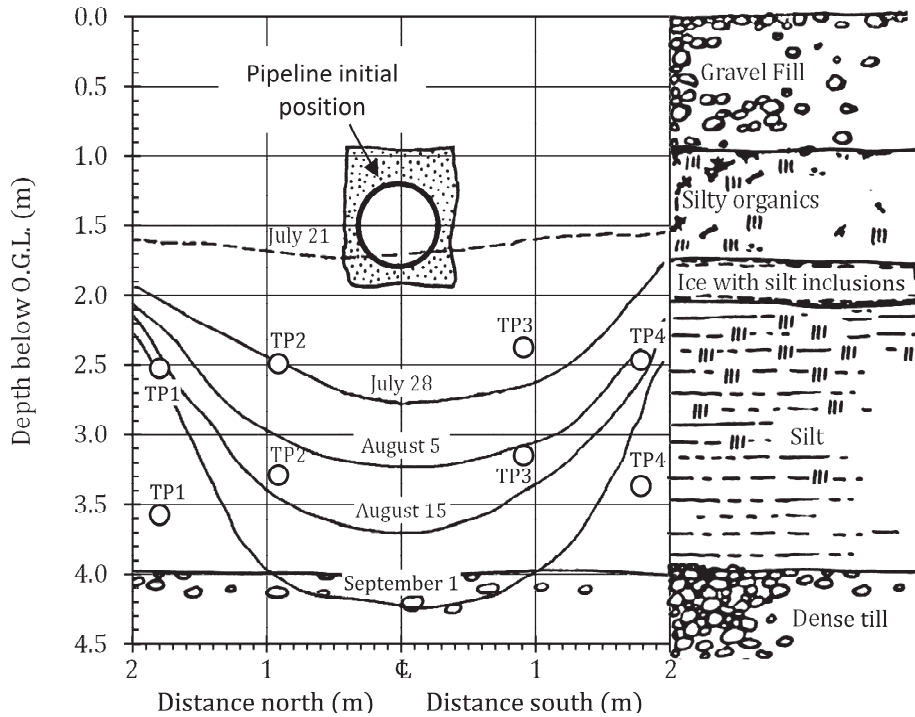 0.0
0.5
1.0
1.5
2.0
2.5
3.0
3.5
4.0
4.5
Depth below O.G.L. (m)
Pipeline initial
position
July 21
TP2
TP3
TP4
TP1
July 28
August 5
TP2
TP3
TP4
TP1
August 15
September 1
Gravel Fill
Silty organics
Ice with silt inclusions
Silt
Dense till
2
1
℄
1
2
Distance north (m)
Distance south (m)